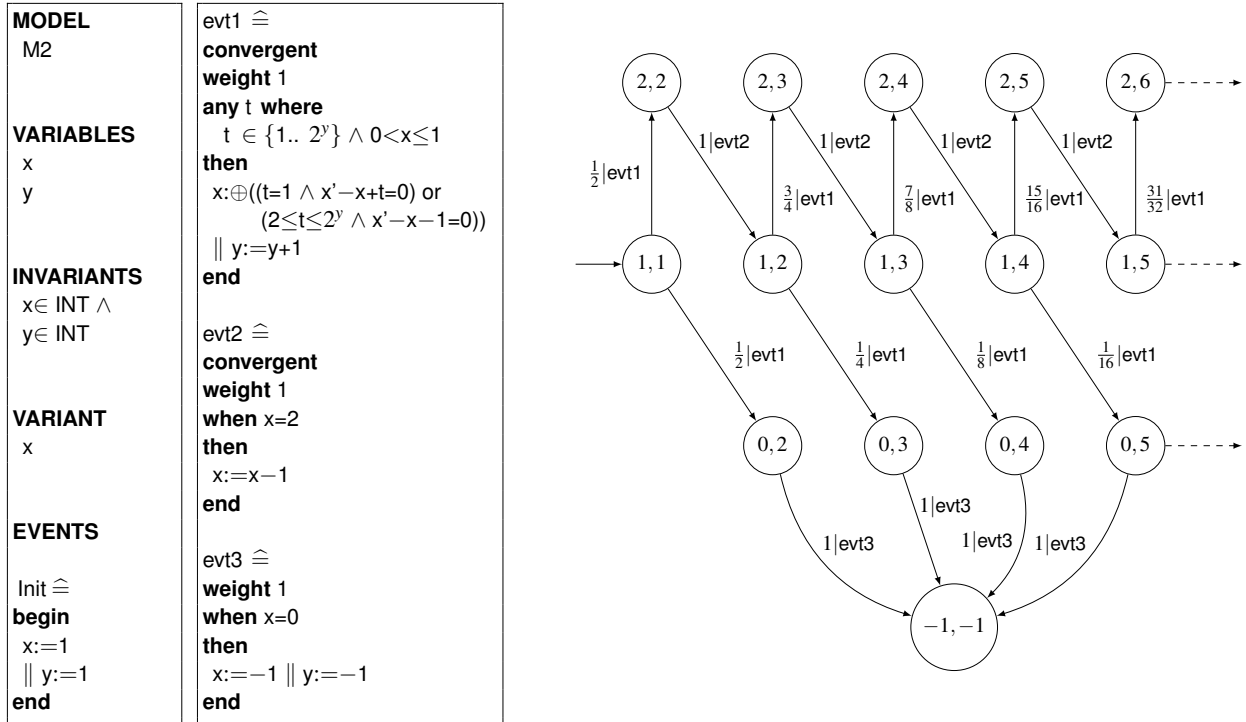 MODEL
M2
VARIABLES
x
y
INVARIANTS
x∈ INT ∧
y∈ INT
VARIANT
x
EVENTS
Init ≙
begin
x:=1
∥ y:=1
end
evt1 ≙
convergent
weight 1
any t where
t ∈ {1.. 2^y} ∧ 0<x≤1
then
x:⊕((t=1 ∧ x'−x+t=0) or
(2≤t≤2^y ∧ x'−x−1=0))
∥ y:=y+1
end
evt2 ≙
convergent
weight 1
when x=2
then
x:=x−1
end
evt3 ≙
weight 1
when x=0
then
x:=−1 ∥ y:=−1
end
2, 2
2, 3
2, 4
2, 5
2, 6
1|evt2
1|evt2
1|evt2
1|evt2
1/2|evt1
3/4|evt1
7/8|evt1
15/16|evt1
31/32|evt1
1, 1
1, 2
1, 3
1, 4
1, 5
1/2|evt1
1/4|evt1
1/8|evt1
1/16|evt1
0, 2
0, 3
0, 4
0, 5
1|evt3
1|evt3
1|evt3
1|evt3
−1, −1